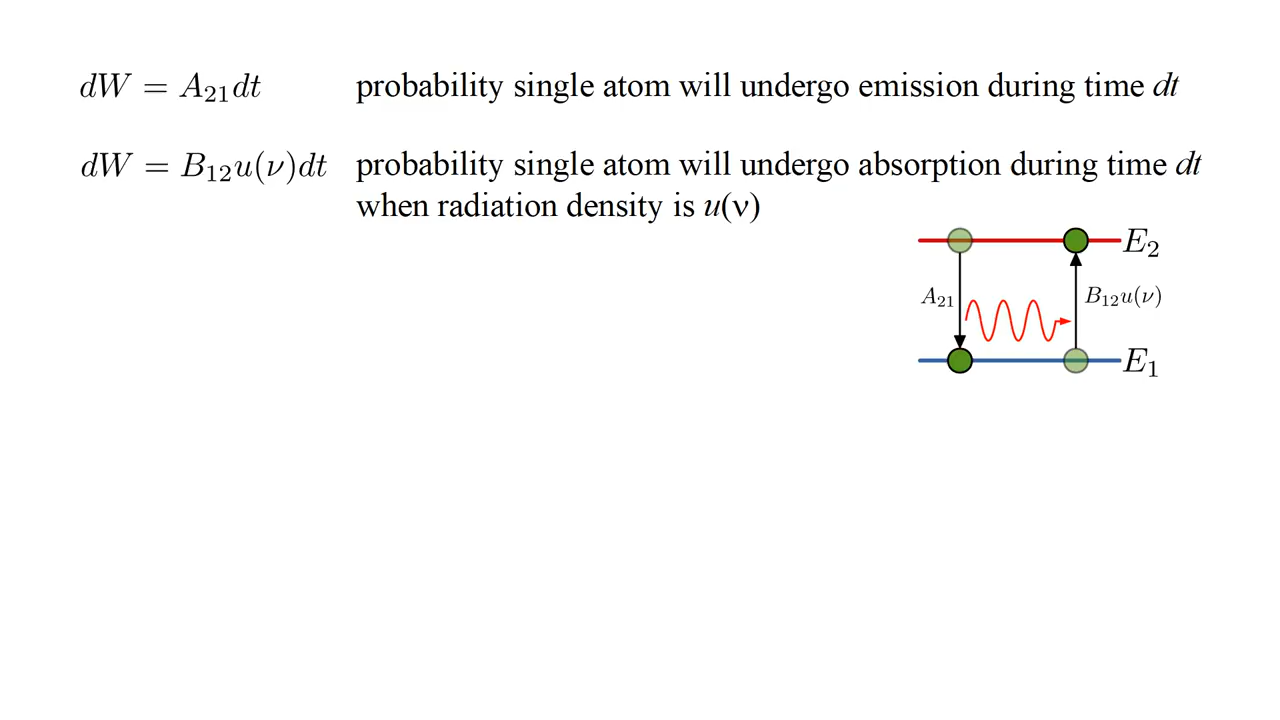 dW = A₂₁dt probability single atom will undergo emission during time dt
dW = B₁₂u(ν)dt probability single atom will undergo absorption during time dt
when radiation density is u(ν)
E₂
A₂₁ B₁₂u(ν)
E₁